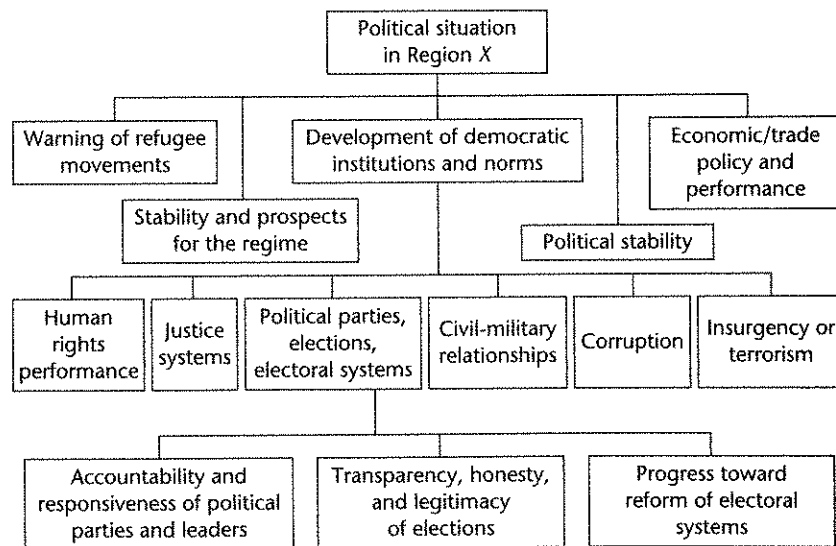 Political situation
in Region X
Warning of refugee
movements
Development of democratic
institutions and norms
Economic/trade
policy and
performance
Stability and prospects
for the regime
Political stability
Human
rights
performance
Justice
systems
Political parties,
elections,
electoral systems
Civil-military
relationships
Corruption
Insurgency or
terrorism
Accountability and
responsiveness of political
parties and leaders
Transparency, honesty,
and legitimacy
of elections
Progress toward
reform of electoral
systems